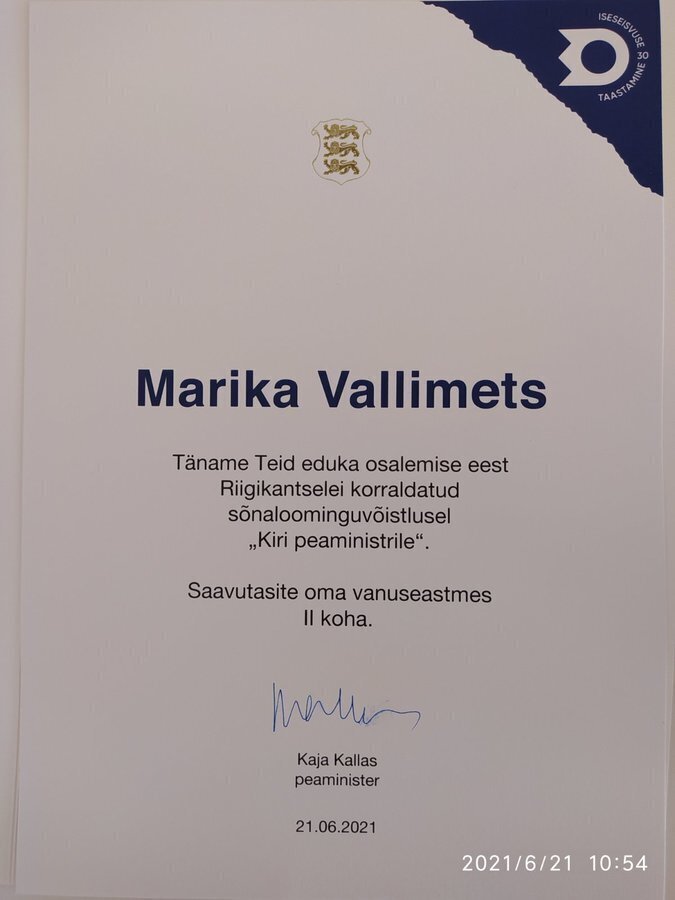 ISESEISVUSE
30
TAASTAMINE
Marika Vallimets
Täname Teid eduka osalemise eest
Riigikantselei korraldatud
sõnaloominguvõistlusel
„Kiri peaministrile“.
Saavutasite oma vanuseastmes
II koha.
Kaja Kallas
peaminister
21.06.2021
2021/6/21 10:54